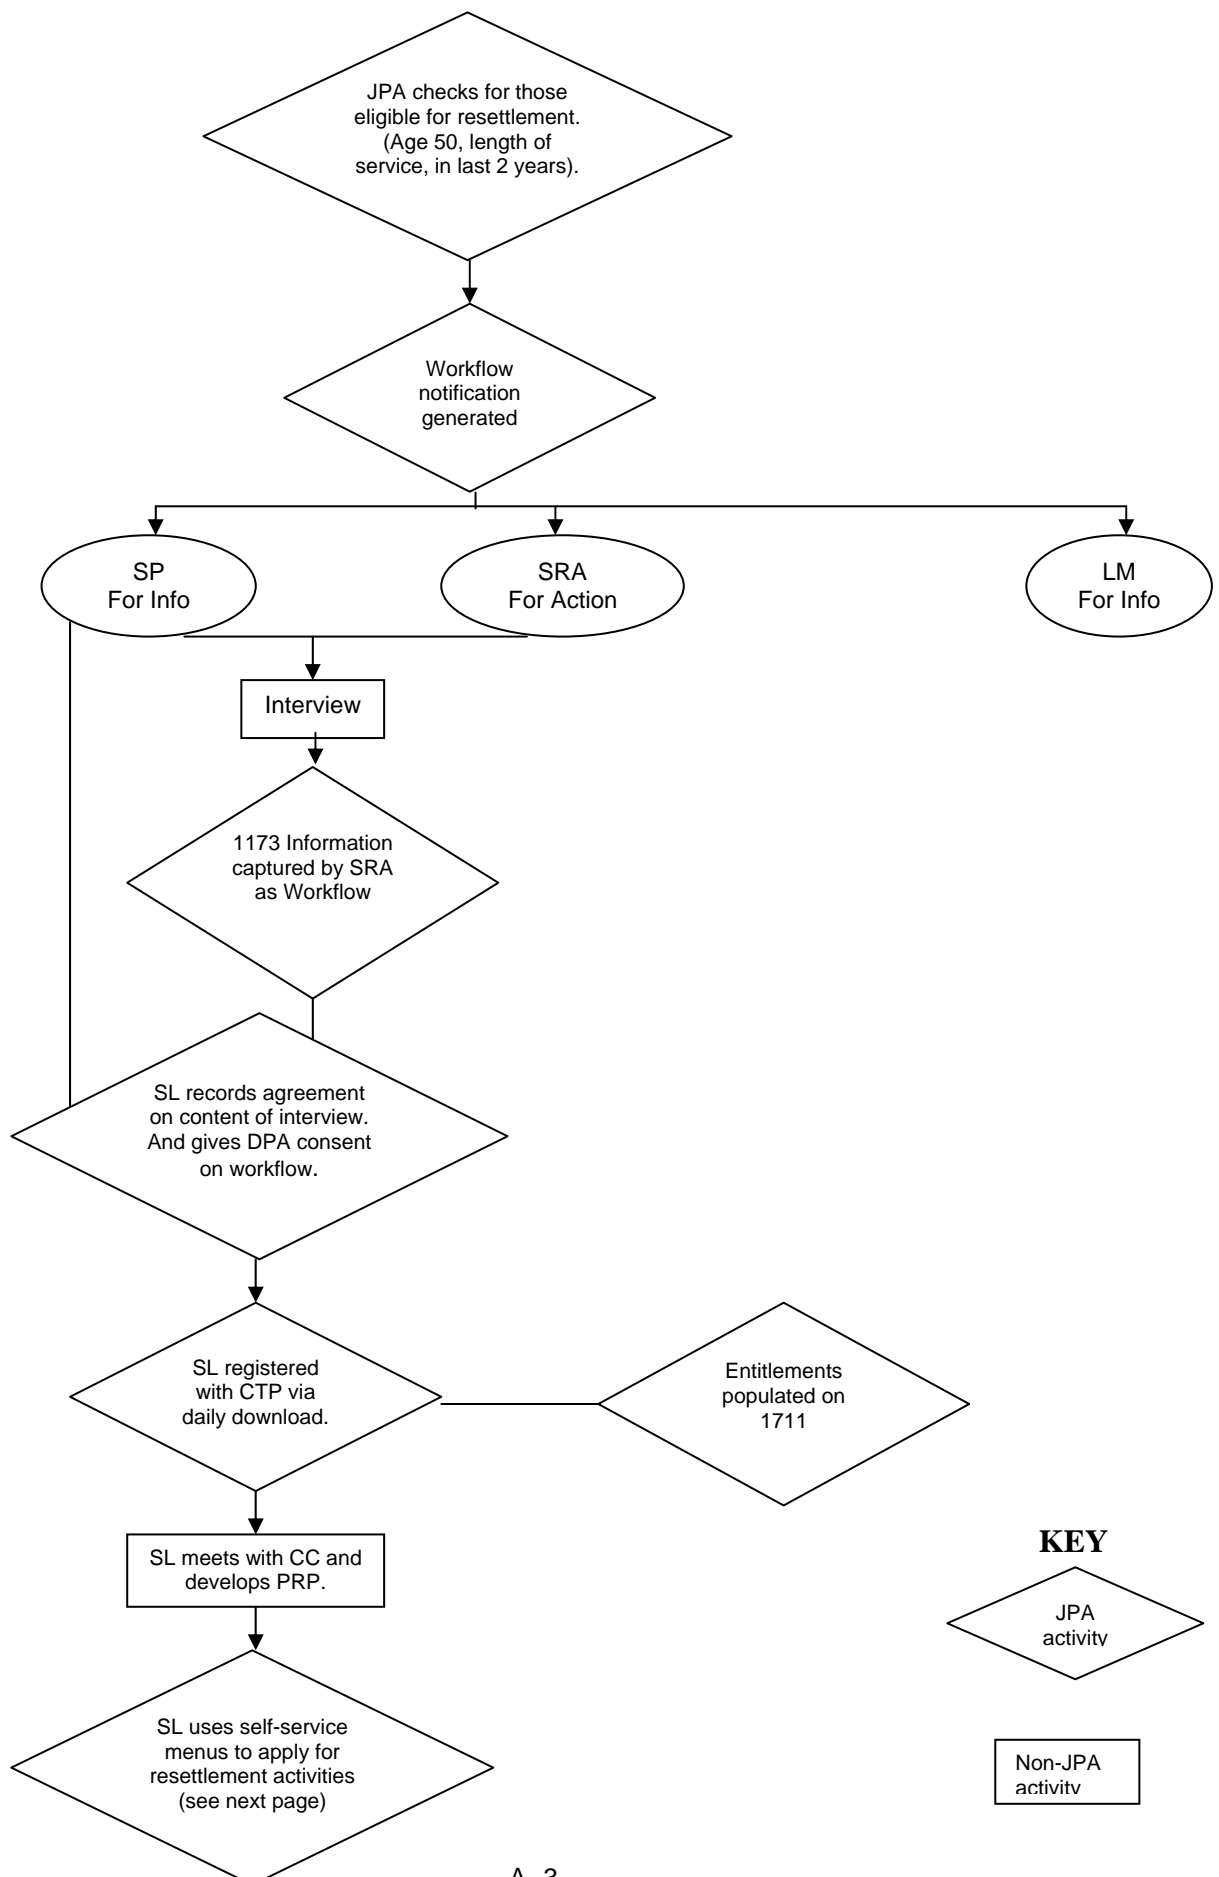 JPA checks for those
eligible for resettlement.
(Age 50, length of
service, in last 2 years).
Workflow
notification
generated
SP
For Info
SRA
For Action
LM
For Info
Interview
1173 Information
captured by SRA
as Workflow
SL records agreement
on content of interview.
And gives DPA consent
on workflow.
SL registered
with CTP via
daily download.
Entitlements
populated on
1711
SL meets with CC and
develops PRP.
KEY
JPA
activity
SL uses self-service
menus to apply for
resettlement activities
(see next page)
Non-JPA
activity
A-3